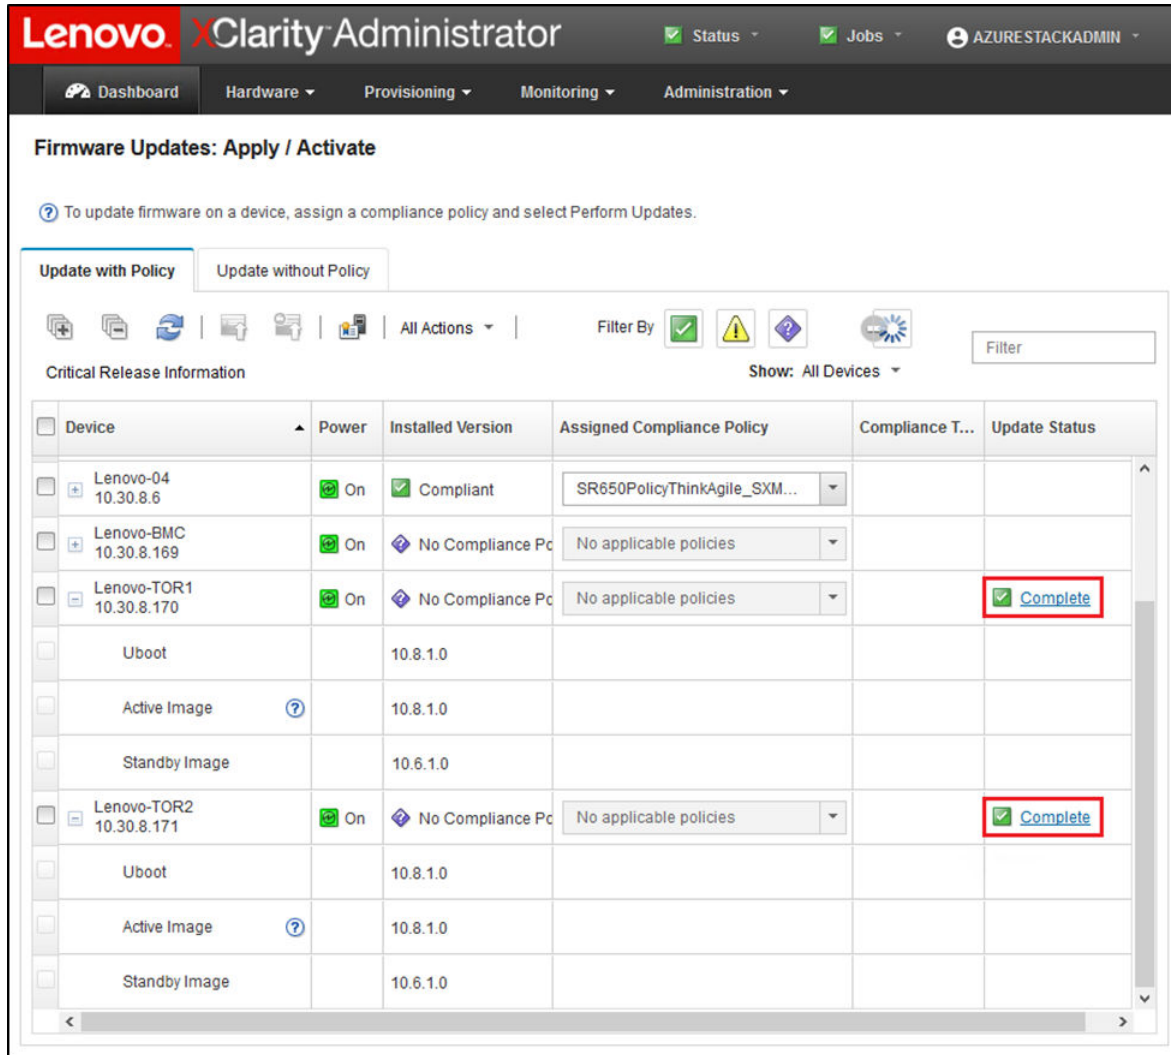 Lenovo. XClarity Administrator Status Jobs AZURESTACKADMIN
Dashboard Hardware Provisioning Monitoring Administration
Firmware Updates: Apply / Activate
To update firmware on a device, assign a compliance policy and select Perform Updates.
Update with Policy Update without Policy
All Actions Filter By Filter
Critical Release Information Show: All Devices
Device Power Installed Version Assigned Compliance Policy Compliance T... Update Status
Lenovo-04
10.30.8.6 On Compliant SR650PolicyThinkAgile_SXM...
Lenovo-BMC
10.30.8.169 On No Compliance Po No applicable policies
Lenovo-TOR1
10.30.8.170 On No Compliance Po No applicable policies Complete
Uboot 10.8.1.0
Active Image 10.8.1.0
Standby Image 10.6.1.0
Lenovo-TOR2
10.30.8.171 On No Compliance Po No applicable policies Complete
Uboot 10.8.1.0
Active Image 10.8.1.0
Standby Image 10.6.1.0